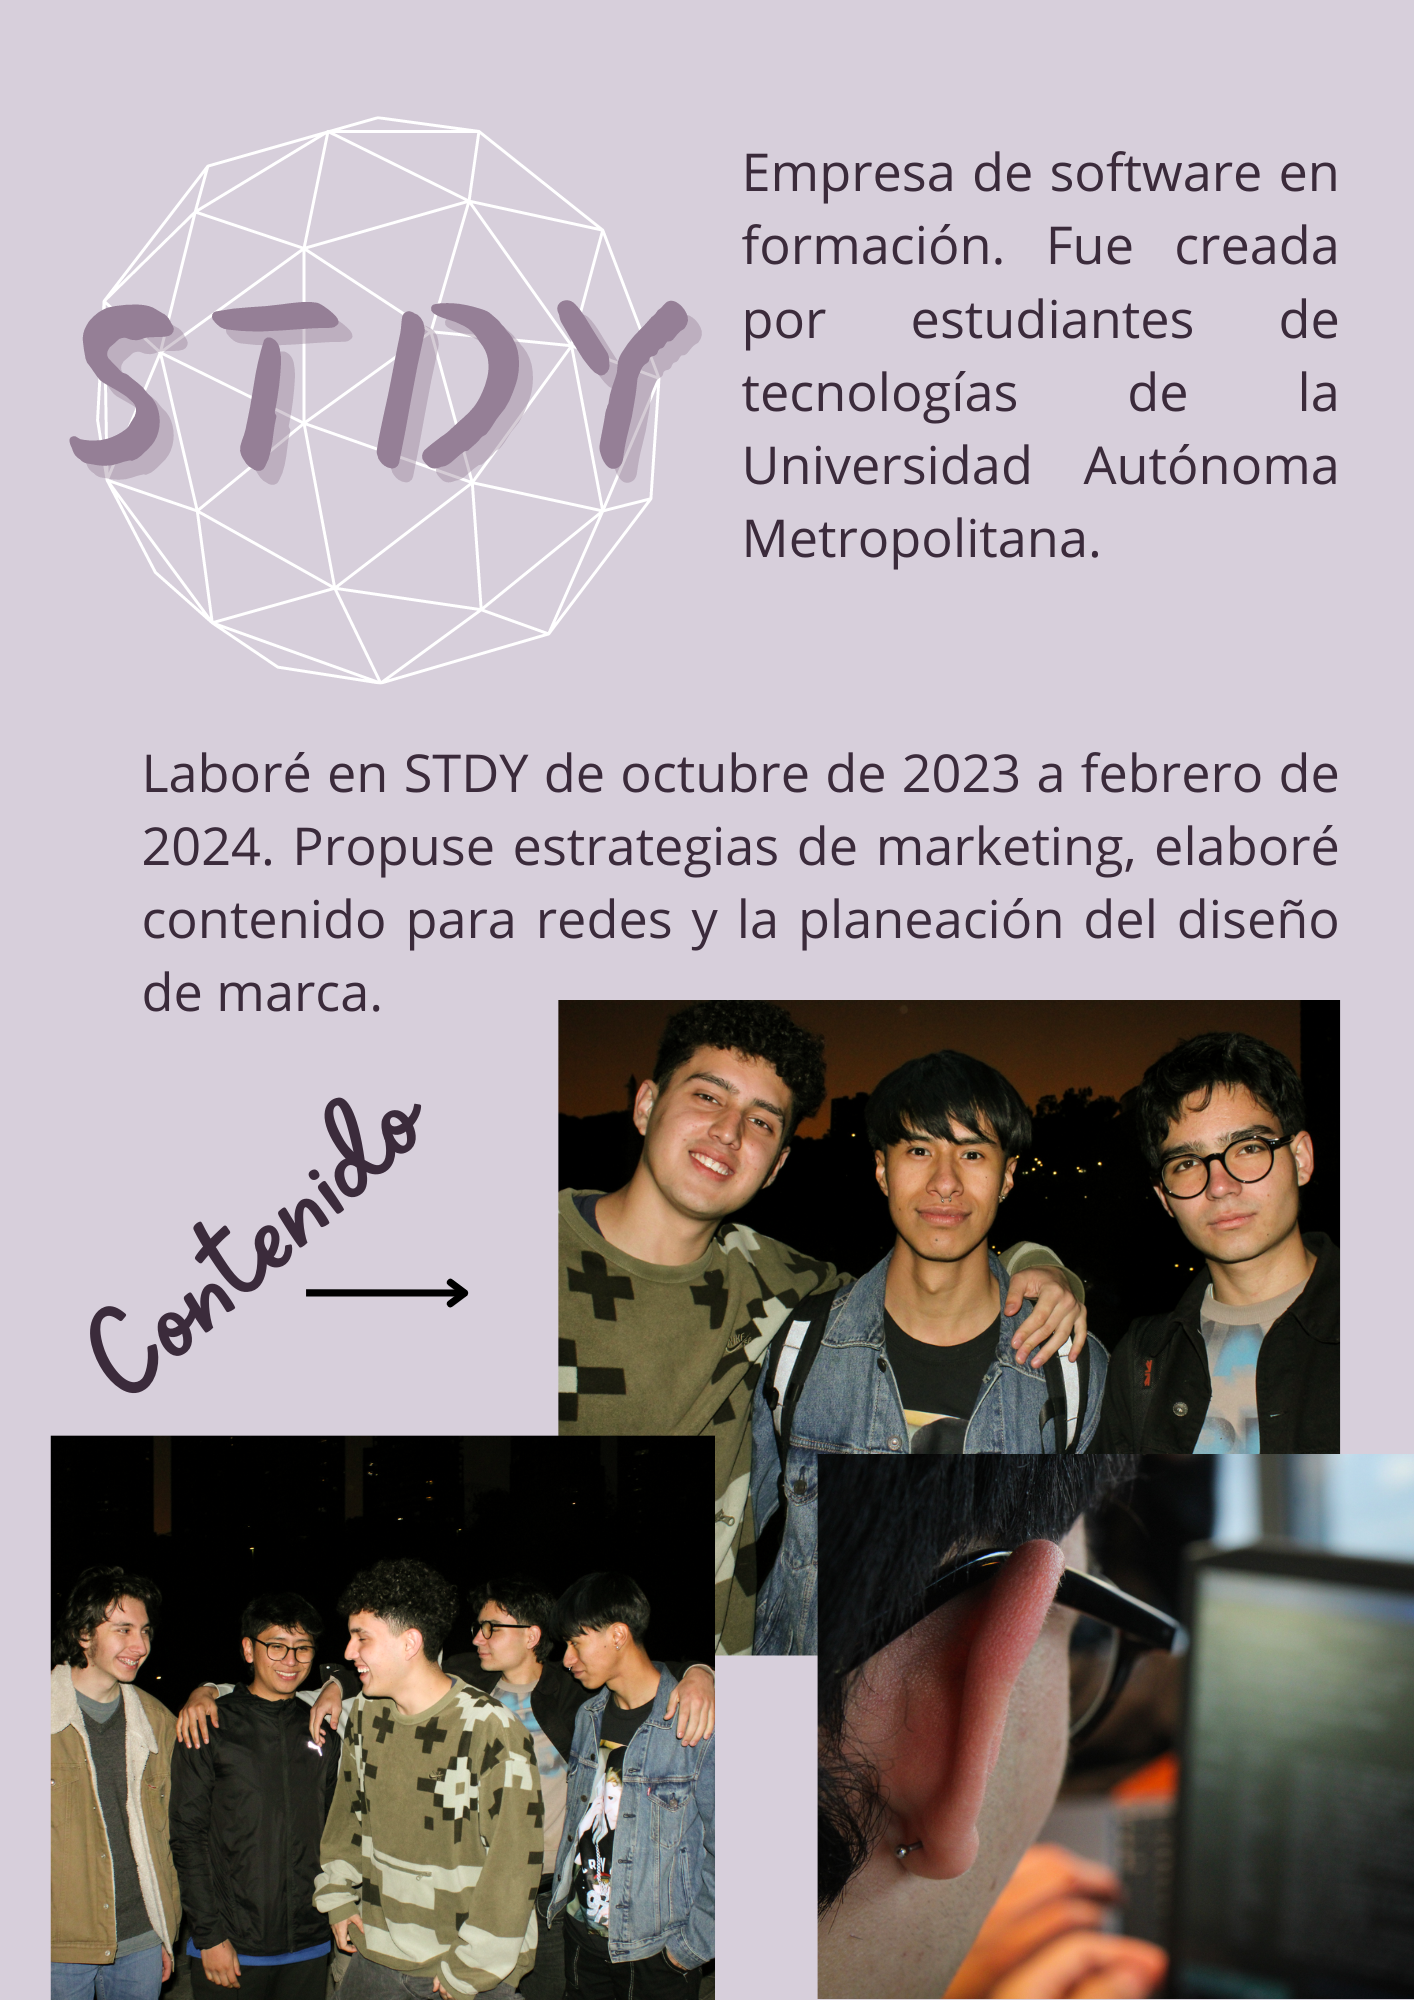 STDY
Empresa de software en
formación. Fue creada
por estudiantes de
tecnologías de la
Universidad Autónoma
Metropolitana.
Laboré en STDY de octubre de 2023 a febrero de
2024. Propuse estrategias de marketing, elaboré
contenido para redes y la planeación del diseño
de marca.
Contenido